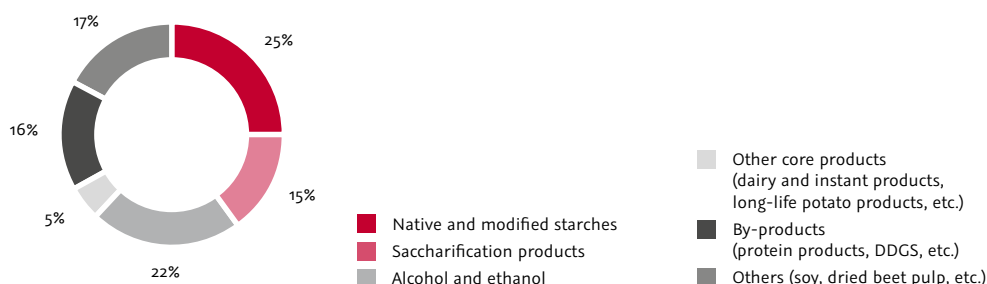 17%
25%
16%
15%
5%
22%
Native and modified starches
Saccharification products
Alcohol and ethanol
Other core products
(dairy and instant products,
long-life potato products, etc.)
By-products
(protein products, DDGS, etc.)
Others (soy, dried beet pulp, etc.)